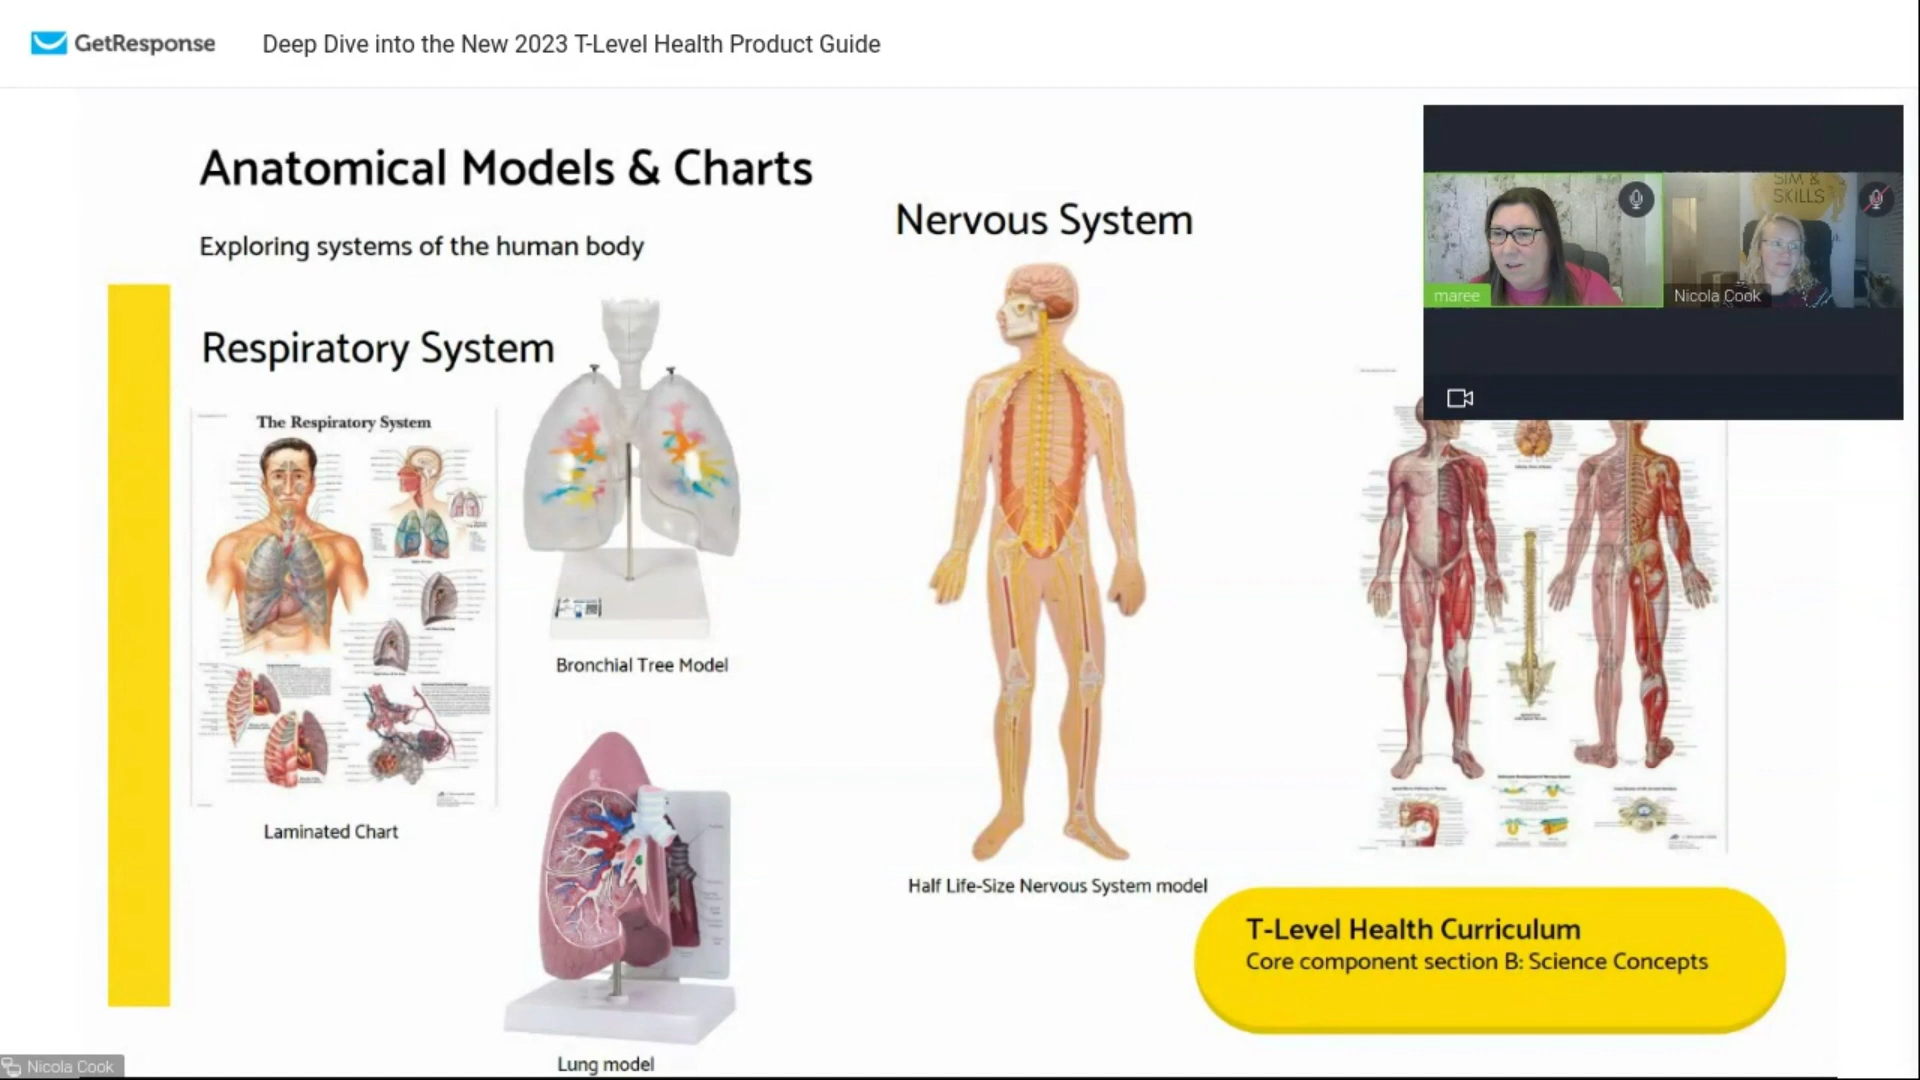 GetResponse
Deep Dive into the New 2023 T-Level Health Product Guide
Anatomical Models & Charts
Exploring systems of the human body
Respiratory System
The Respiratory System
Laminated Chart
Bronchial Tree Model
Lung model
Nervous System
Half Life-Size Nervous System model
SIM &
SKILLS
maree
Nicola Cook
T-Level Health Curriculum
Core component section B: Science Concepts
Nicola Cook